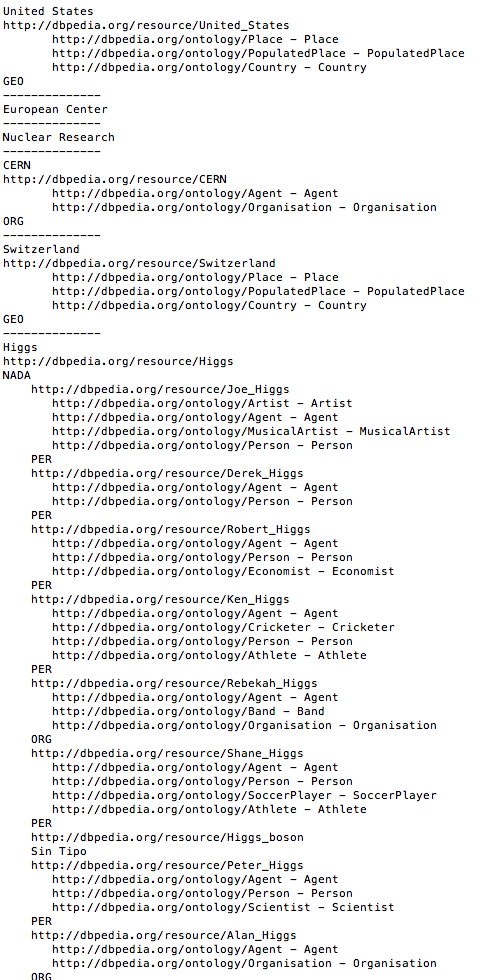 United States
http://dbpedia.org/resource/United_States
http://dbpedia.org/ontology/Place – Place
http://dbpedia.org/ontology/PopulatedPlace – PopulatedPlace
http://dbpedia.org/ontology/Country – Country
GEO
--------------
European Center
--------------
Nuclear Research
--------------
CERN
http://dbpedia.org/resource/CERN
http://dbpedia.org/ontology/Agent – Agent
http://dbpedia.org/ontology/Organisation – Organisation
ORG
--------------
Switzerland
http://dbpedia.org/resource/Switzerland
http://dbpedia.org/ontology/Place – Place
http://dbpedia.org/ontology/PopulatedPlace – PopulatedPlace
http://dbpedia.org/ontology/Country – Country
GEO
--------------
Higgs
http://dbpedia.org/resource/Higgs
NADA
http://dbpedia.org/resource/Joe_Higgs
http://dbpedia.org/ontology/Artist – Artist
http://dbpedia.org/ontology/Agent – Agent
http://dbpedia.org/ontology/MusicalArtist – MusicalArtist
http://dbpedia.org/ontology/Person – Person
PER
http://dbpedia.org/resource/Derek_Higgs
http://dbpedia.org/ontology/Agent – Agent
http://dbpedia.org/ontology/Person – Person
PER
http://dbpedia.org/resource/Robert_Higgs
http://dbpedia.org/ontology/Agent – Agent
http://dbpedia.org/ontology/Person – Person
http://dbpedia.org/ontology/Economist – Economist
PER
http://dbpedia.org/resource/Ken_Higgs
http://dbpedia.org/ontology/Agent – Agent
http://dbpedia.org/ontology/Cricketer – Cricketer
http://dbpedia.org/ontology/Person – Person
http://dbpedia.org/ontology/Athlete – Athlete
PER
http://dbpedia.org/resource/Rebekah_Higgs
http://dbpedia.org/ontology/Agent – Agent
http://dbpedia.org/ontology/Band – Band
http://dbpedia.org/ontology/Organisation – Organisation
ORG
http://dbpedia.org/resource/Shane_Higgs
http://dbpedia.org/ontology/Agent – Agent
http://dbpedia.org/ontology/Person – Person
http://dbpedia.org/ontology/SoccerPlayer – SoccerPlayer
http://dbpedia.org/ontology/Athlete – Athlete
PER
http://dbpedia.org/resource/Higgs_boson
Sin Tipo
http://dbpedia.org/resource/Peter_Higgs
http://dbpedia.org/ontology/Agent – Agent
http://dbpedia.org/ontology/Person – Person
http://dbpedia.org/ontology/Scientist – Scientist
PER
http://dbpedia.org/resource/Alan_Higgs
http://dbpedia.org/ontology/Agent – Agent
http://dbpedia.org/ontology/Organisation – Organisation
ORG